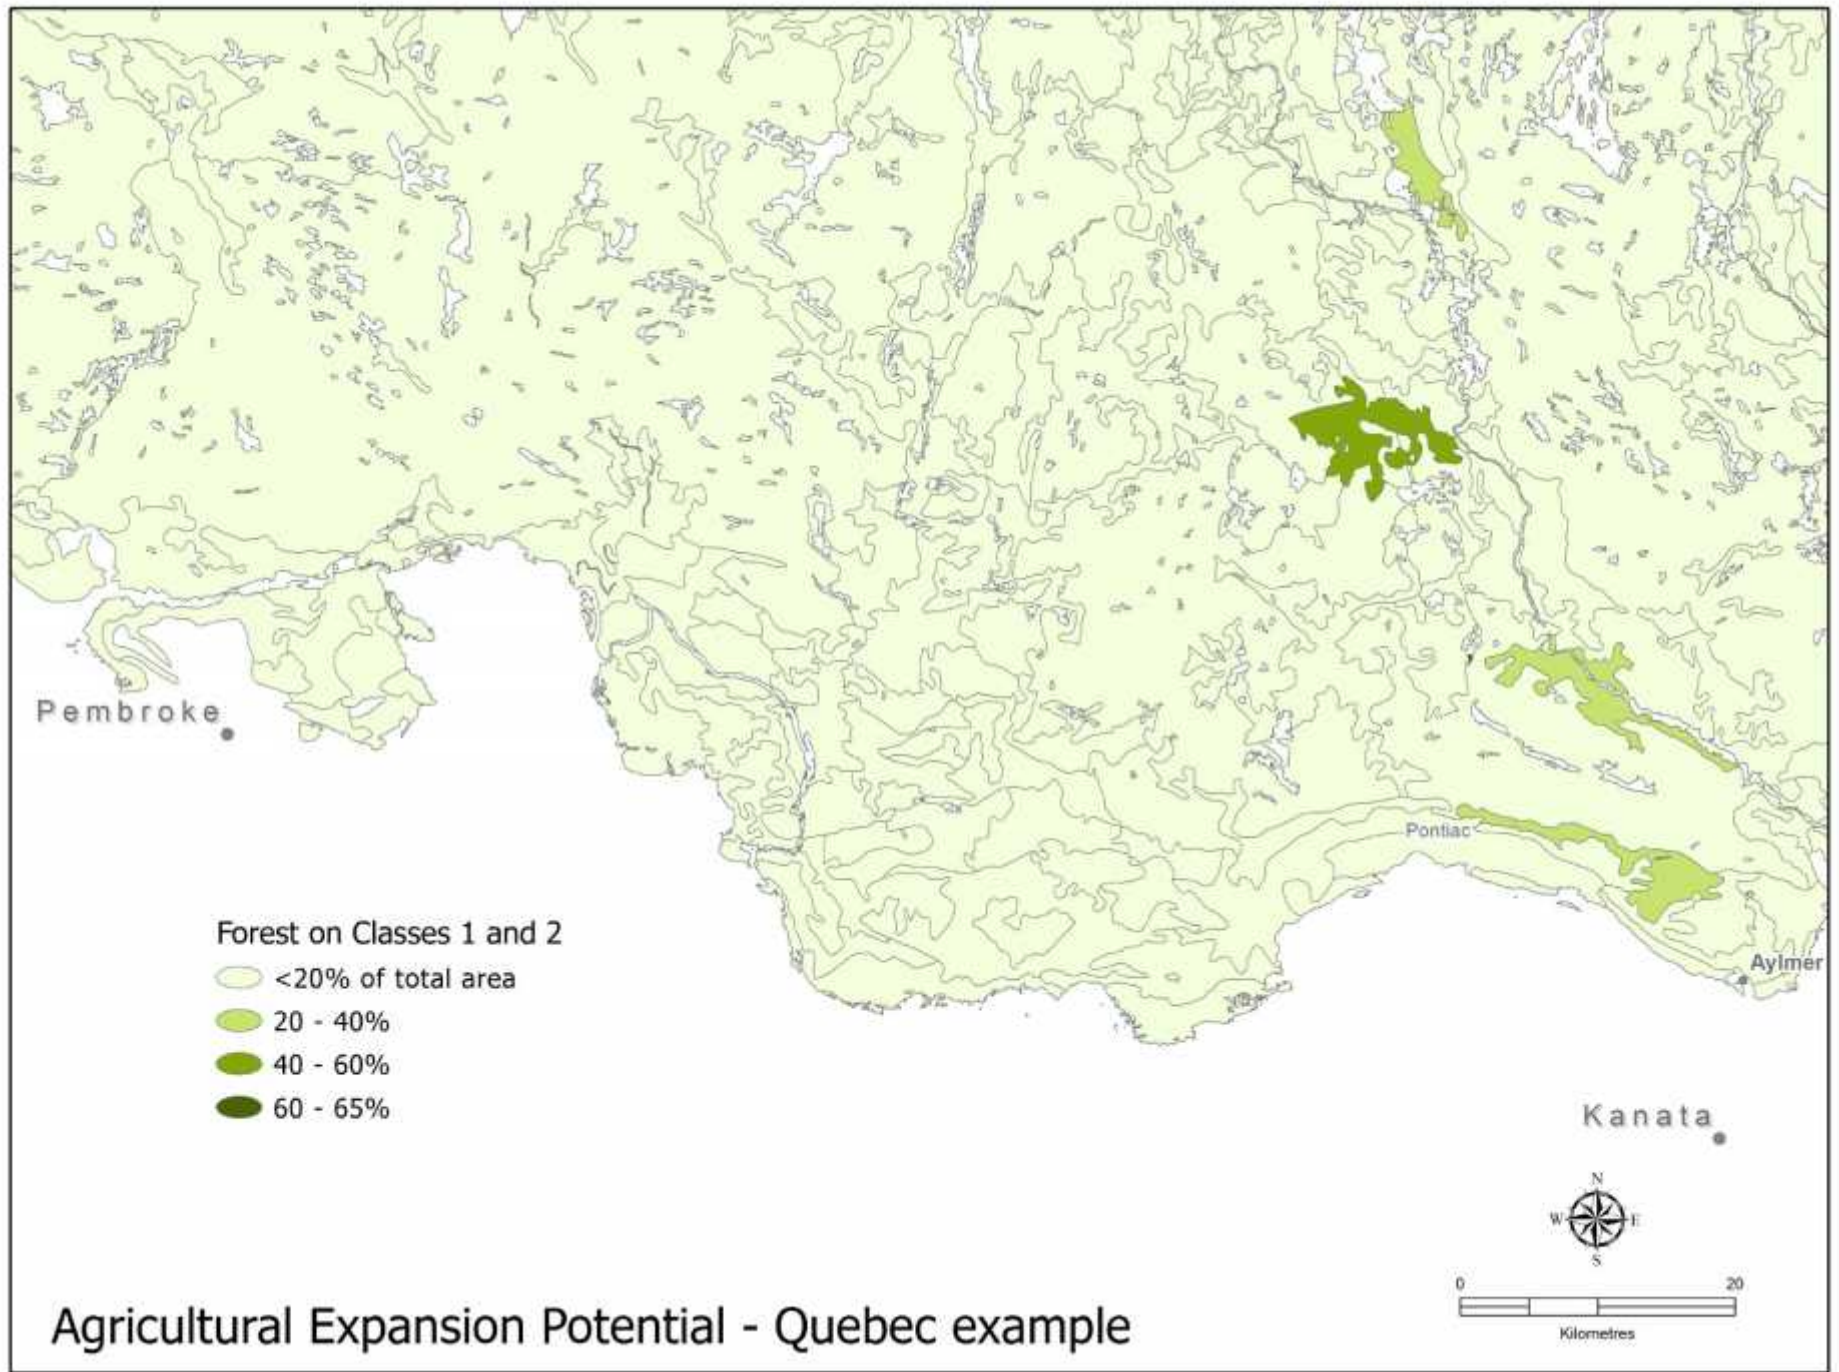 Pembroke
Pontiac
Forest on Classes 1 and 2
<20% of total area
20 - 40%
40 - 60%
60 - 65%
Aylmer
Kanata
N
W E
S
0 20
Kilometres
Agricultural Expansion Potential - Quebec example